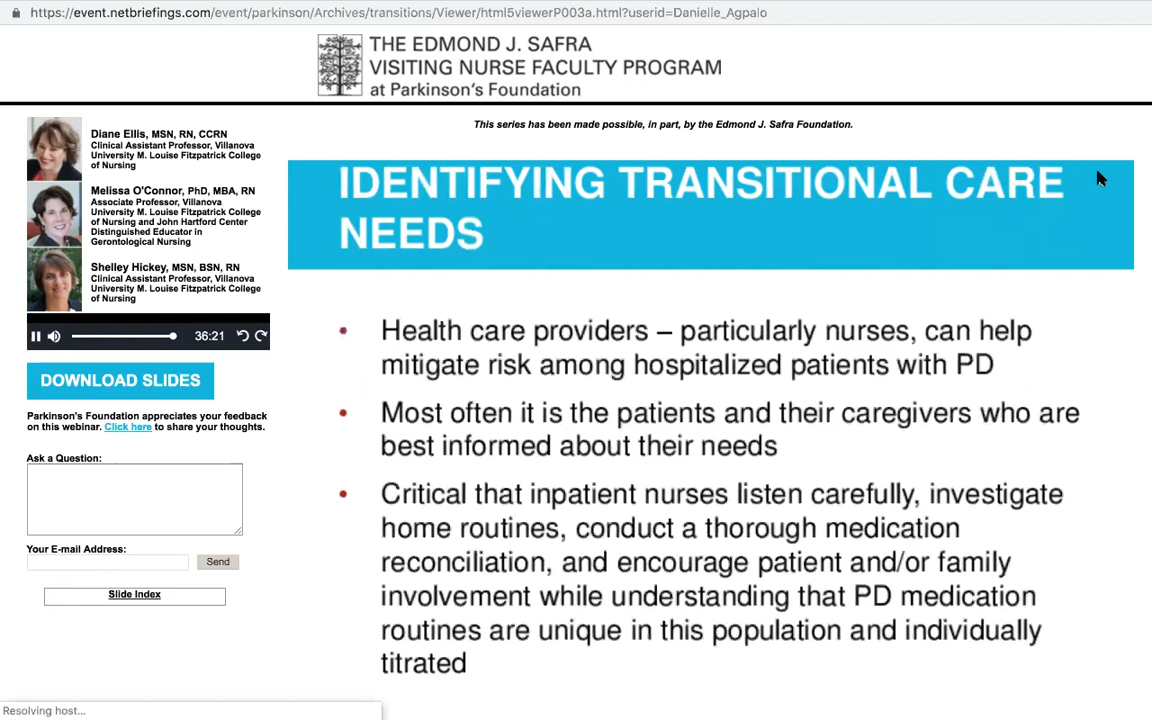 https://event.netbriefings.com/event/parkinson/Archives/transitions/Viewer/html5viewerP003a.html?userid=Danielle_Agpalo
THE EDMOND J. SAFRA
VISITING NURSE FACULTY PROGRAM
at Parkinson's Foundation
This series has been made possible, in part, by the Edmond J. Safra Foundation.
Diane Ellis, MSN, RN, CCRN
Clinical Assistant Professor, Villanova
University M. Louise Fitzpatrick College
of Nursing
Melissa O'Connor, PhD, MBA, RN
Associate Professor, Villanova
University M. Louise Fitzpatrick College
of Nursing and John Hartford Center
Distinguished Educator in
Gerontological Nursing
Shelley Hickey, MSN, BSN, RN
Clinical Assistant Professor, Villanova
University M. Louise Fitzpatrick College
of Nursing
36:21
DOWNLOAD SLIDES
Parkinson's Foundation appreciates your feedback
on this webinar. Click here to share your thoughts.
Ask a Question:
Your E-mail Address:
Send
Slide Index
IDENTIFYING TRANSITIONAL CARE
NEEDS
• Health care providers – particularly nurses, can help
mitigate risk among hospitalized patients with PD
• Most often it is the patients and their caregivers who are
best informed about their needs
• Critical that inpatient nurses listen carefully, investigate
home routines, conduct a thorough medication
reconciliation, and encourage patient and/or family
involvement while understanding that PD medication
routines are unique in this population and individually
titrated
Resolving host...